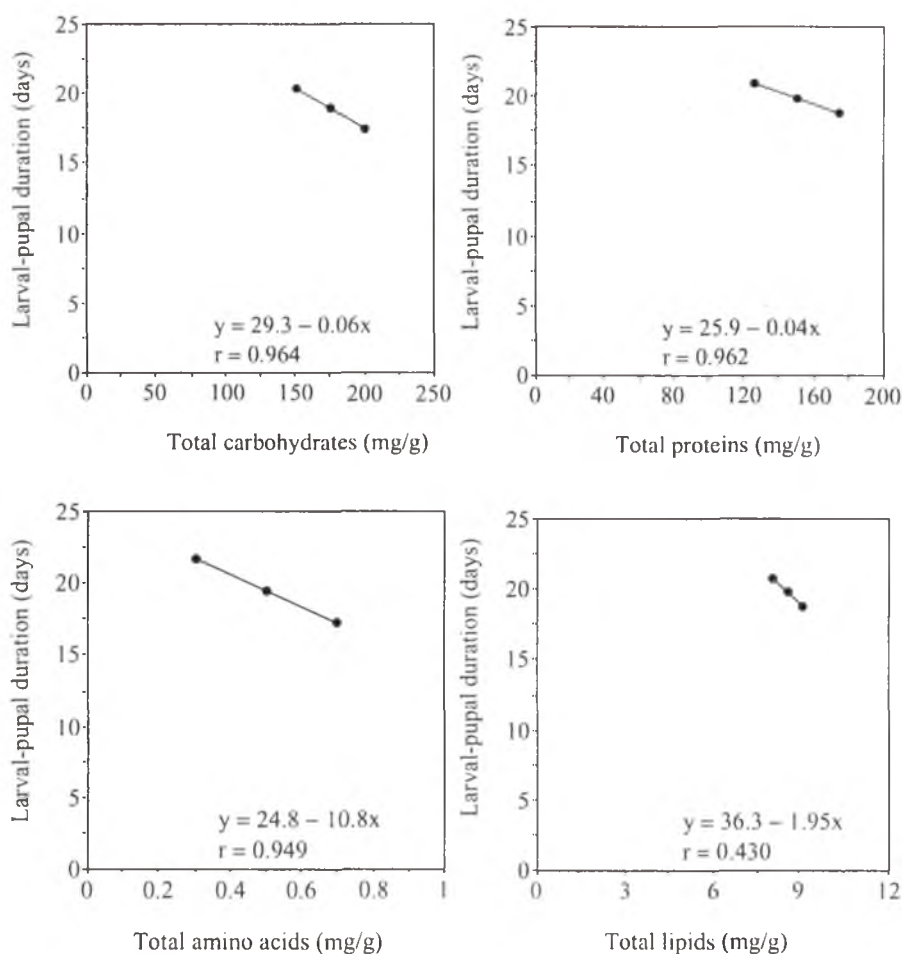 Larval-pupal duration (days)
25
20
15
10
5
0
y = 29.3 – 0.06x
r = 0.964
0 50 100 150 200 250
Total carbohydrates (mg/g)
Larval-pupal duration (days)
25
20
15
10
5
0
y = 25.9 – 0.04x
r = 0.962
0 40 80 120 160 200
Total proteins (mg/g)
Larval-pupal duration (days)
25
20
15
10
5
0
y = 24.8 – 10.8x
r = 0.949
0 0.2 0.4 0.6 0.8 1
Total amino acids (mg/g)
Larval-pupal duration (days)
25
20
15
10
5
0
y = 36.3 – 1.95x
r = 0.430
0 3 6 9 12
Total lipids (mg/g)